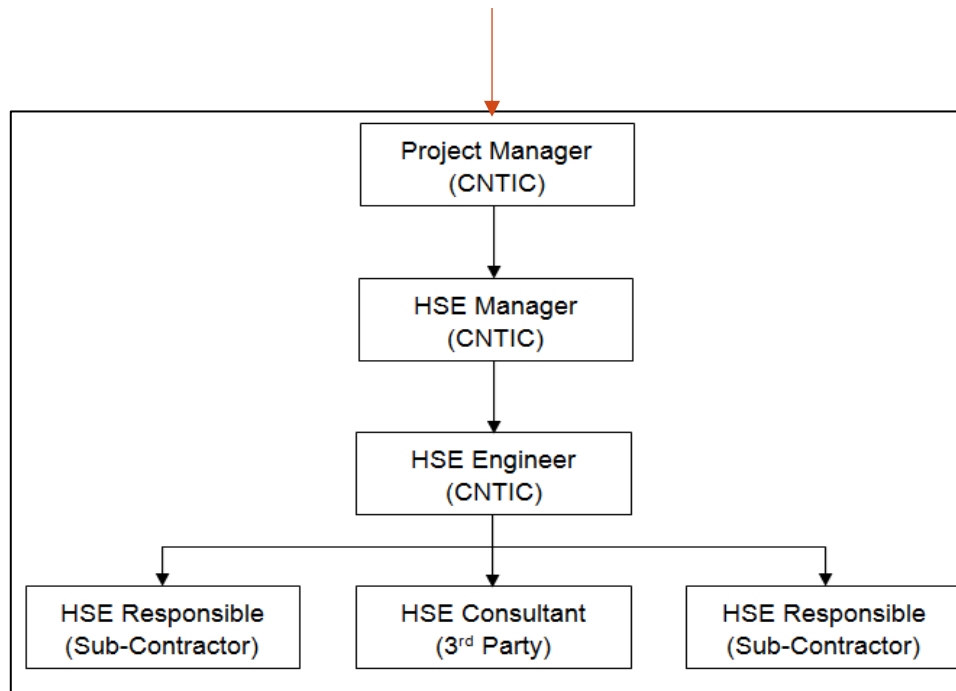 Project Manager
(CNTIC)
HSE Manager
(CNTIC)
HSE Engineer
(CNTIC)
HSE Responsible
(Sub-Contractor)
HSE Consultant
(3rd Party)
HSE Responsible
(Sub-Contractor)